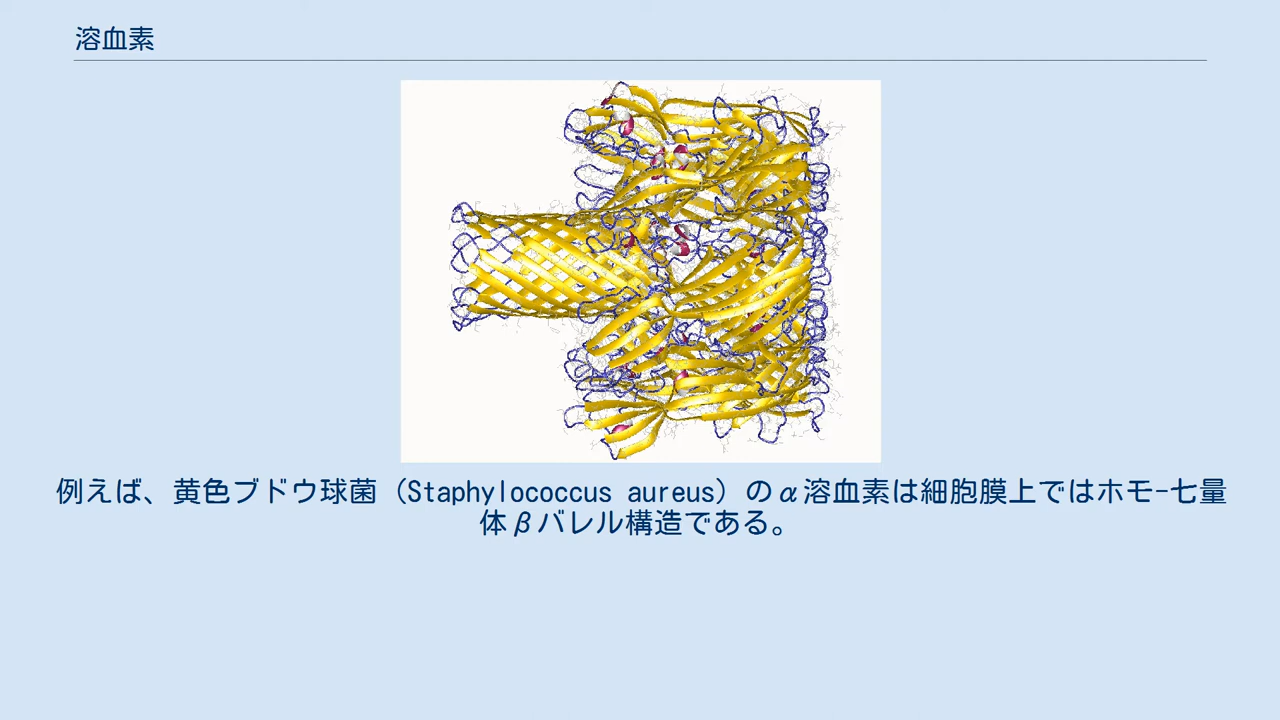 溶血素
例えば、黄色ブドウ球菌（Staphylococcus aureus）のα溶血素は細胞膜上ではホモ-七量
体βバレル構造である。